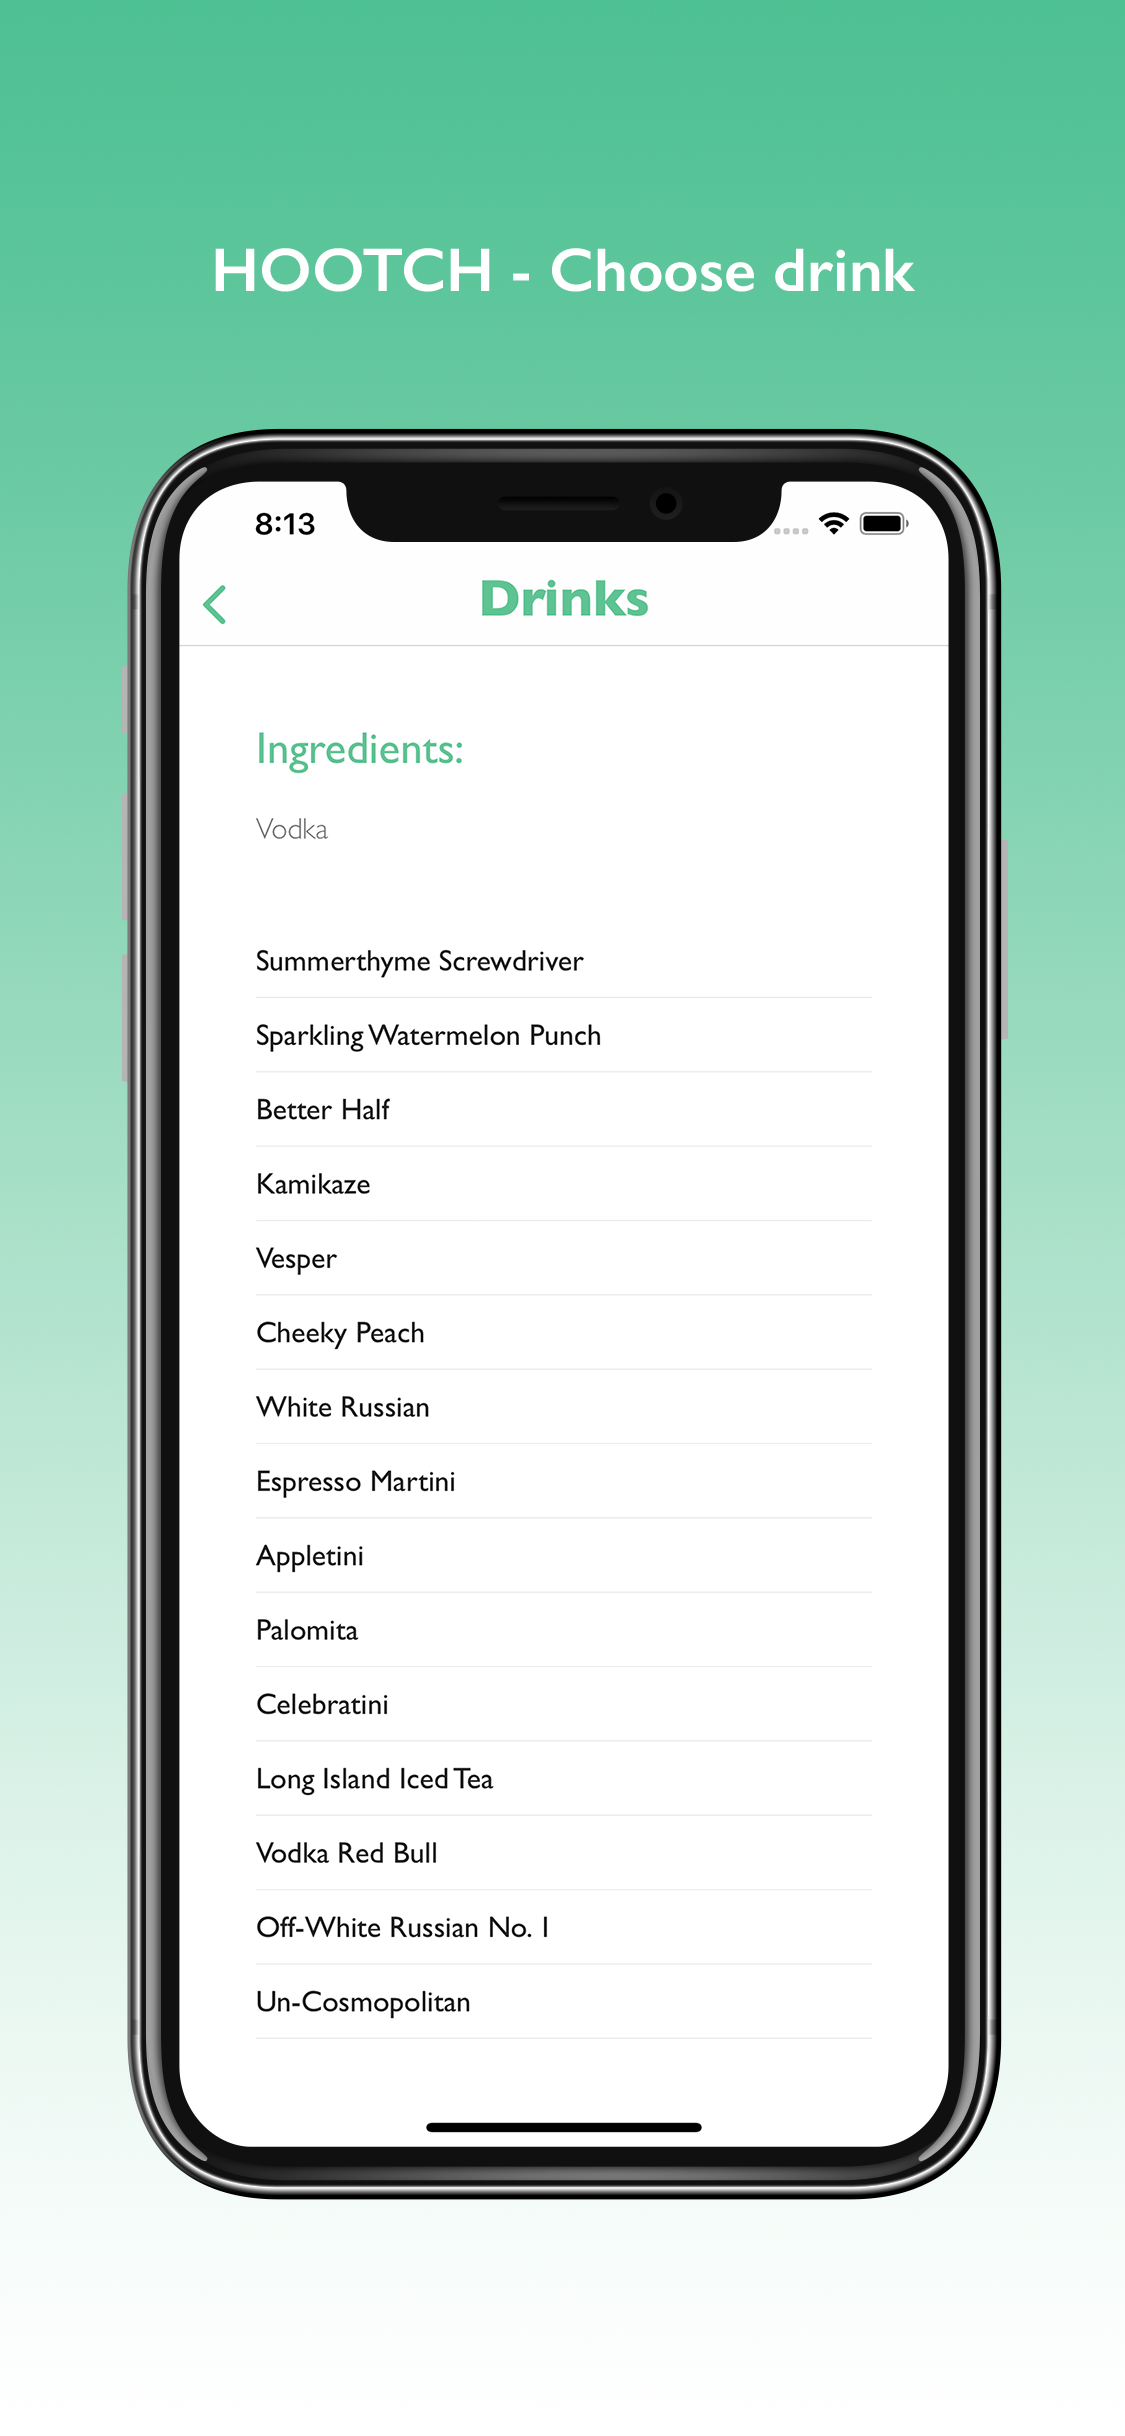 HOOTCH - Choose drink
8:13
Drinks
Ingredients:
Vodka
Summerthyme Screwdriver
Sparkling Watermelon Punch
Better Half
Kamikaze
Vesper
Cheeky Peach
White Russian
Espresso Martini
Appletini
Palomita
Celebratini
Long Island Iced Tea
Vodka Red Bull
Off-White Russian No. 1
Un-Cosmopolitan